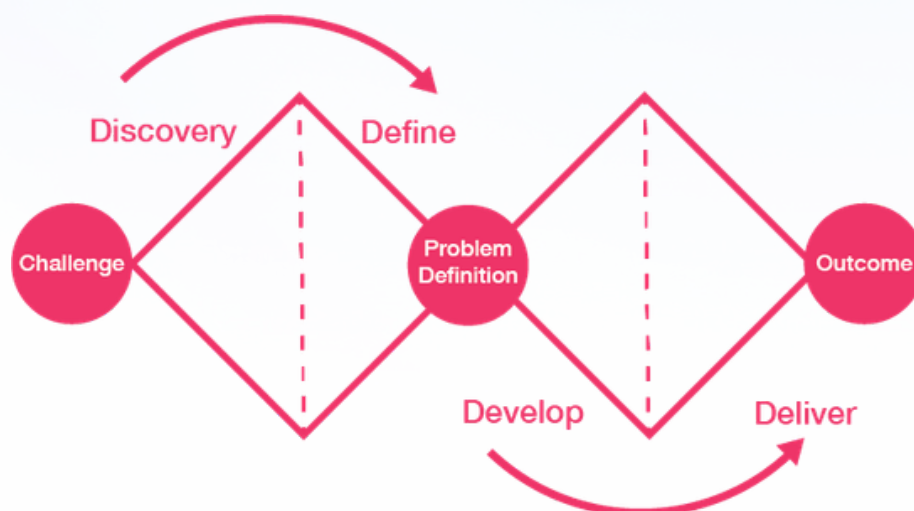 Discovery
Define
Challenge
Problem
Definition
Outcome
Develop
Deliver